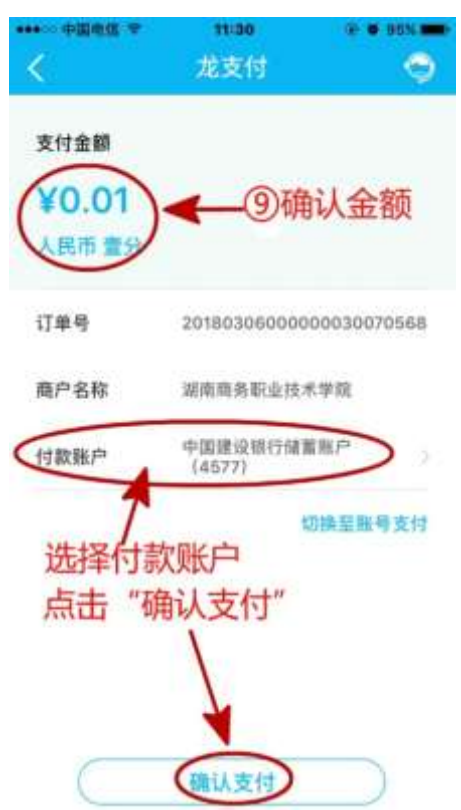 中国电信 11:30 95%
龙支付
支付金额
¥0.01
⑨确认金额
人民币 壹分
订单号 20180306000000030070568
商户名称 湖南商务职业技术学院
付款账户 中国建设银行储蓄账户
(4577)
切换至账号支付
选择付款账户
点击“确认支付”
确认支付